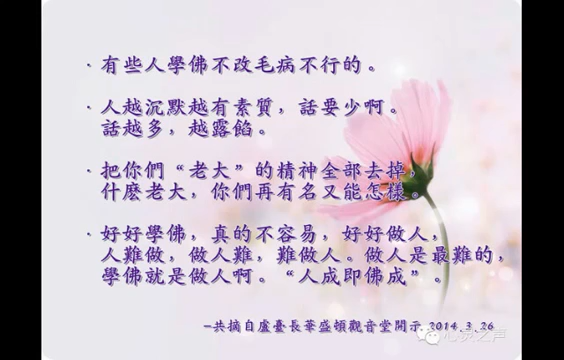 ·有些人學佛不改毛病不行的。
·人越沉默越有素質，話要少啊。
話越多，越露餡。
·把你們“老大”的精神全部去掉，
什麽老大，你們再有名又能怎樣。
·好好學佛，真的不容易，好好做人，
人難做，做人難，難做人。做人是最難的，
學佛就是做人啊。“人成即佛成”。
-共摘自盧臺長華盛頓觀音堂開示 2014.3.26
心灵之声